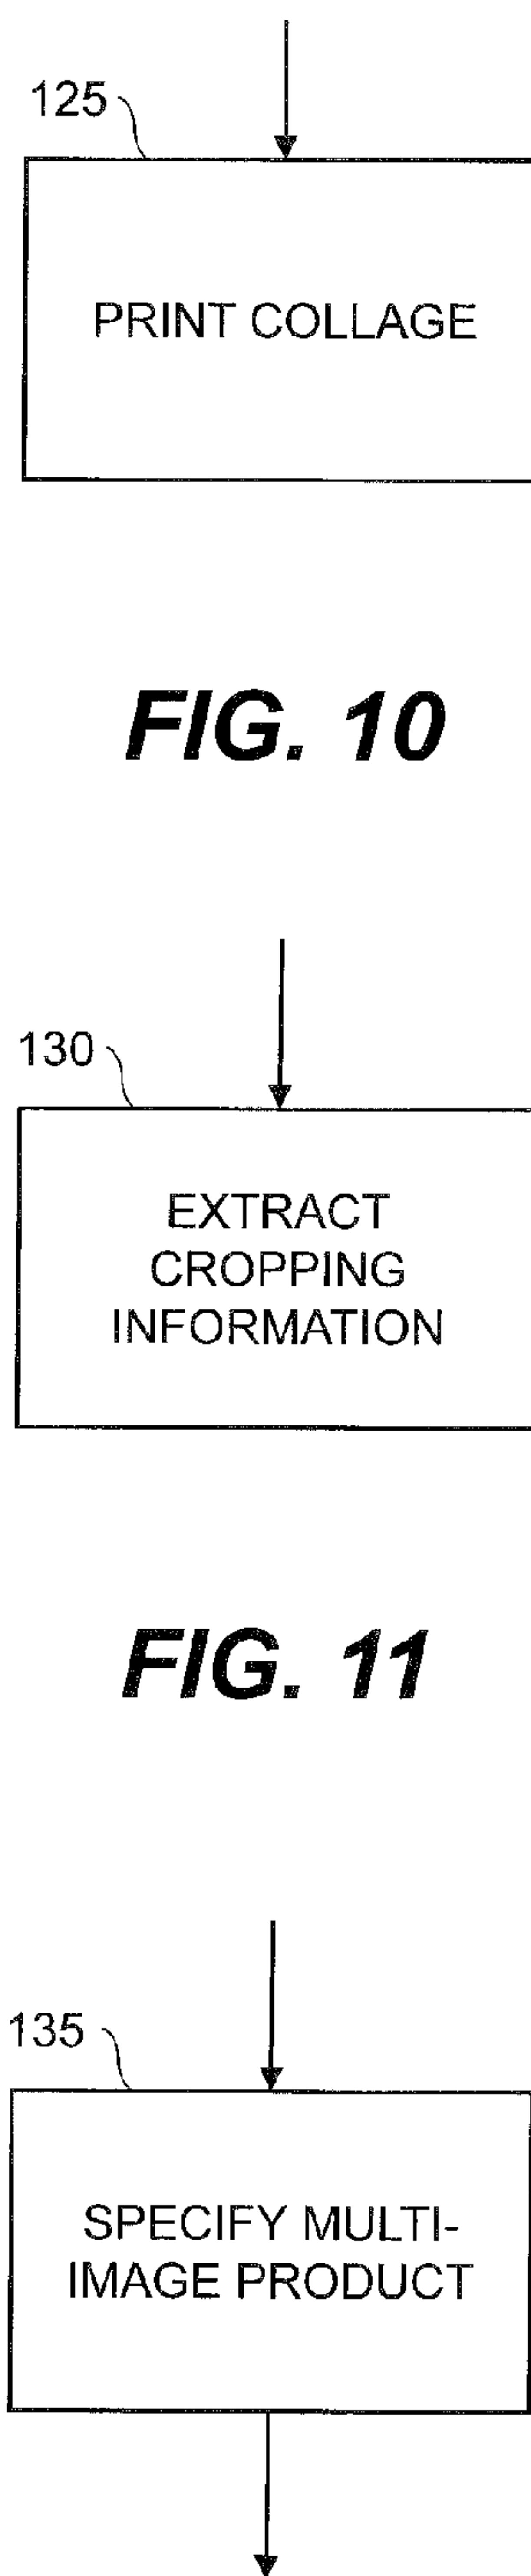 125
PRINT COLLAGE
FIG. 10
130
EXTRACT
CROPPING
INFORMATION
FIG. 11
135
SPECIFY MULTI-
IMAGE PRODUCT